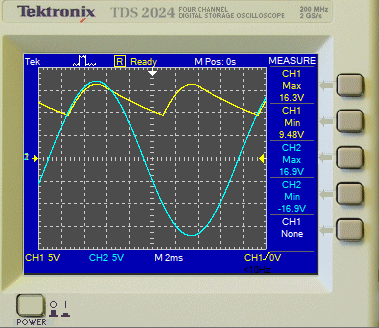 Tektronix TDS 2024 FOUR CHANNEL DIGITAL STORAGE OSCILLOSCOPE 200 MHz 2 GS/s
Tek R Ready M Pos: 0s MEASURE
CH1
Max
16.3V
CH1
Min
9.48V
CH2
Max
16.9V
CH2
Min
-16.9V
CH1
None
CH1 5V CH2 5V M 2ms CH1 0V
POWER